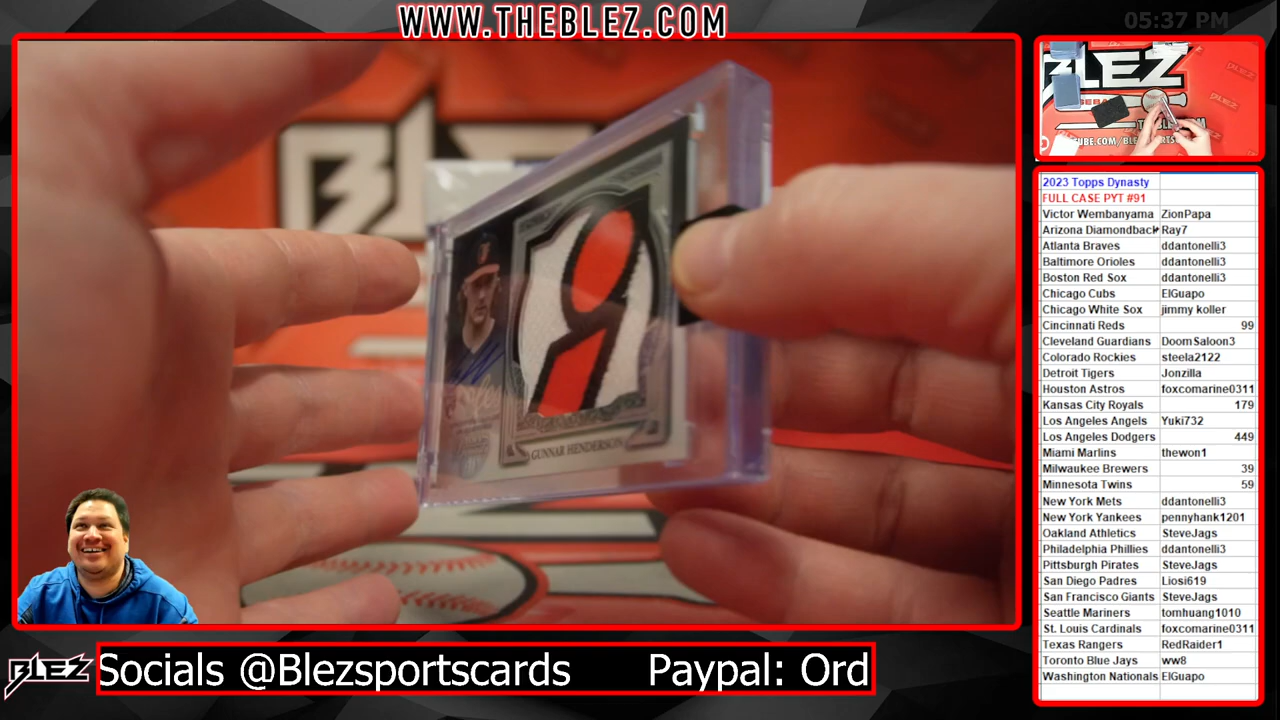 WWW.THEBLEZ.COM
05:37 PM
BLEZ
GUNNAR HENDERSON
BLEZ
2023 Topps Dynasty
FULL CASE PYT #91
Victor Wembanyama ZionPapa
Arizona Diamondback Ray7
Atlanta Braves ddantonelli3
Baltimore Orioles ddantonelli3
Boston Red Sox ddantonelli3
Chicago Cubs ElGuapo
Chicago White Sox jimmy koller
Cincinnati Reds 99
Cleveland Guardians DoomSaloon3
Colorado Rockies steela2122
Detroit Tigers Jonzilla
Houston Astros foxcomarine0311
Kansas City Royals 179
Los Angeles Angels Yuki732
Los Angeles Dodgers 449
Miami Marlins thewon1
Milwaukee Brewers 39
Minnesota Twins 59
New York Mets ddantonelli3
New York Yankees pennyhank1201
Oakland Athletics SteveJags
Philadelphia Phillies ddantonelli3
Pittsburgh Pirates SteveJags
San Diego Padres Liosi619
San Francisco Giants SteveJags
Seattle Mariners tomhuang1010
St. Louis Cardinals foxcomarine0311
Texas Rangers RedRaider1
Toronto Blue Jays ww8
Washington Nationals ElGuapo
BLEZ Socials @Blezsportscards Paypal: Ord